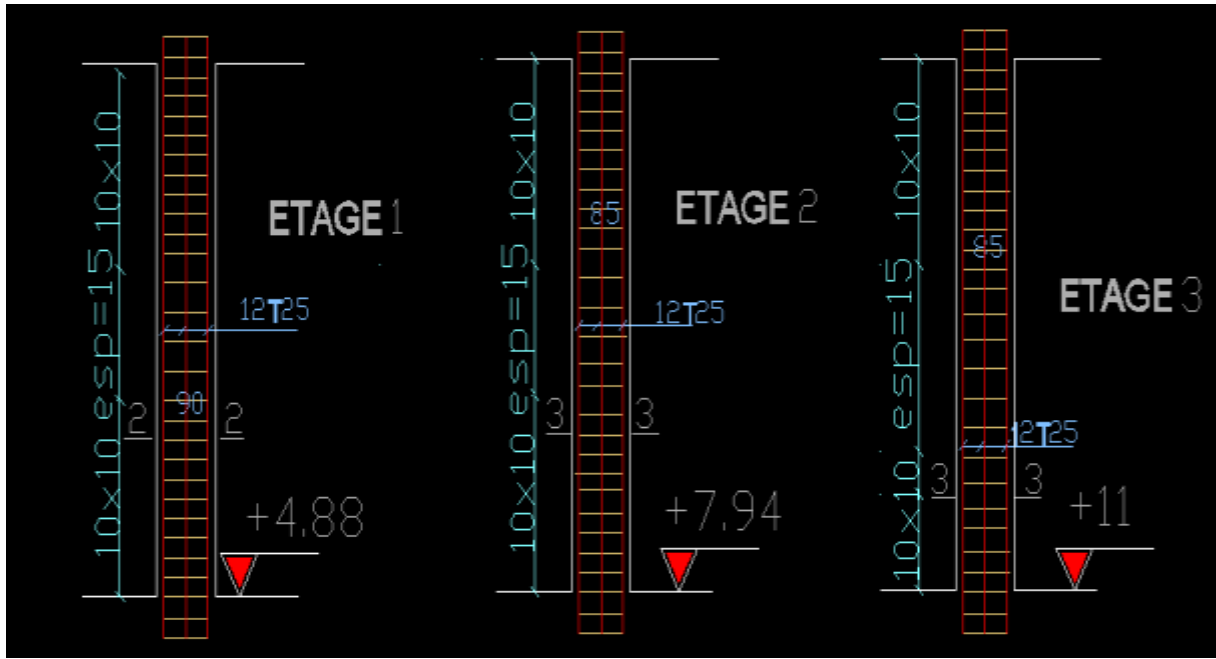 10x10 esp=15 10x10
ETAGE 1
12T25
90
2 2
+4.88
10x10 esp=15 10x10
85
ETAGE 2
12T25
3 3
+7.94
10x10 esp=15 10x10
85
ETAGE 3
12T25
3 3
+11